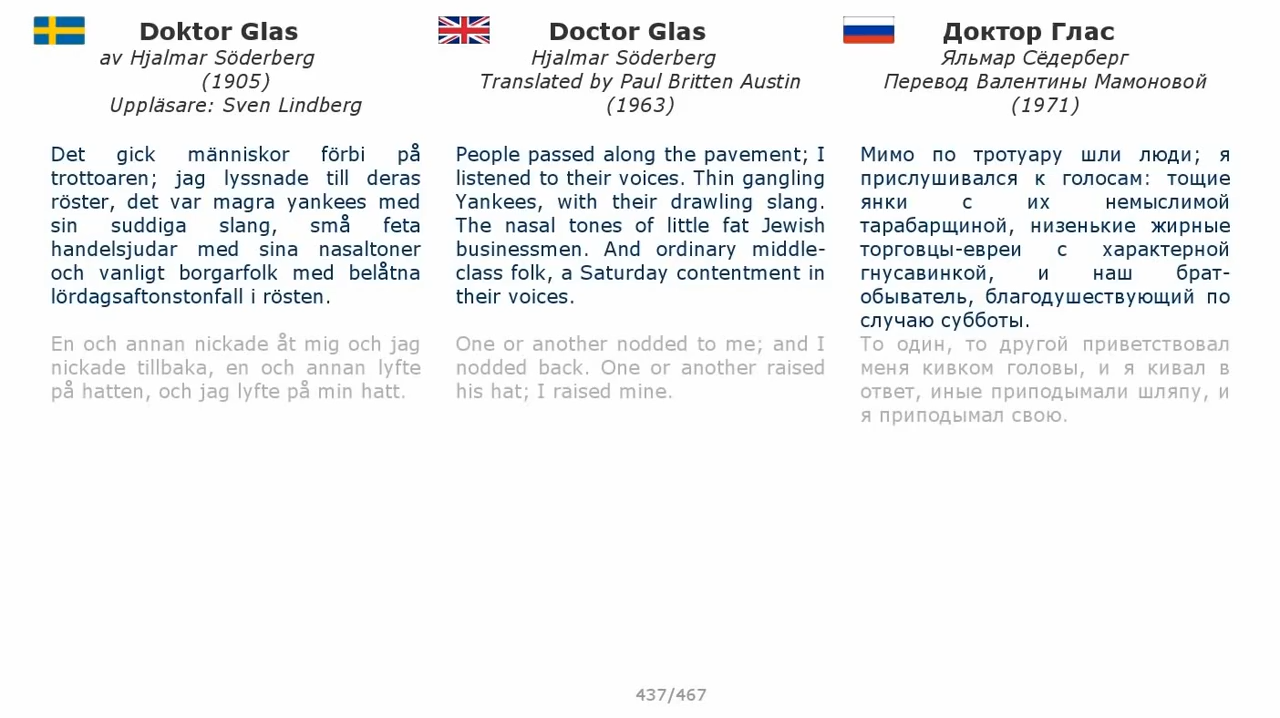 Doktor Glas
av Hjalmar Söderberg
(1905)
Uppläsare: Sven Lindberg
Det gick människor förbi på
trottoaren; jag lyssnade till deras
röster, det var magra yankees med
sin suddiga slang, små feta
handelsjudar med sina nasaltoner
och vanligt borgarfolk med belåtna
lördagsaftonstonfall i rösten.
En och annan nickade åt mig och jag
nickade tillbaka, en och annan lyfte
på hatten, och jag lyfte på min hatt.
Doctor Glas
Hjalmar Söderberg
Translated by Paul Britten Austin
(1963)
People passed along the pavement; I
listened to their voices. Thin gangling
Yankees, with their drawling slang.
The nasal tones of little fat Jewish
businessmen. And ordinary middle-
class folk, a Saturday contentment in
their voices.
One or another nodded to me; and I
nodded back. One or another raised
his hat; I raised mine.
Доктор Глас
Яльмар Сёдерберг
Перевод Валентины Мамоновой
(1971)
Мимо по тротуару шли люди; я
прислушивался к голосам: тощие
янки с их немыслимой
тарабарщиной, низенькие жирные
торговцы-евреи с характерной
гнусавинкой, и наш брат-
обыватель, благодушествующий по
случаю субботы.
То один, то другой приветствовал
меня кивком головы, и я кивал в
ответ, иные приподымали шляпу, и
я приподымал свою.
437/467